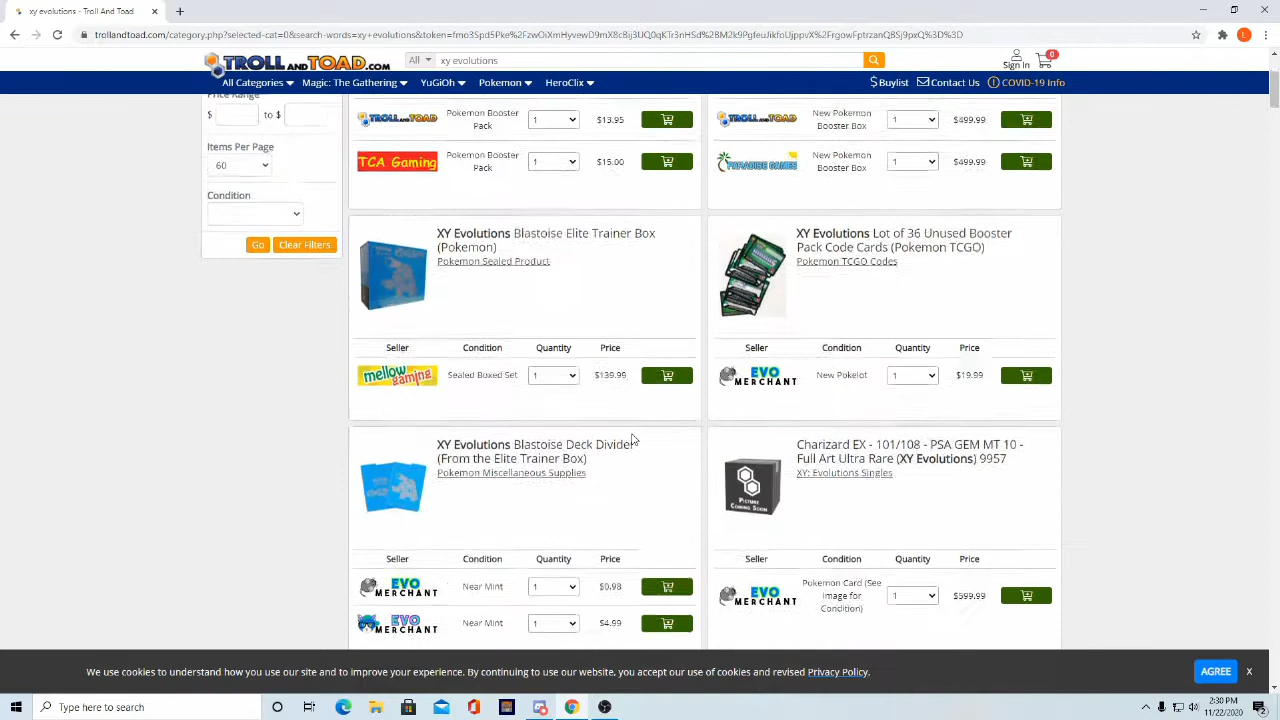 xy evolutions - Troll And Toad
trollandtoad.com/category.php?selected-cat=0&search-words=xy+evolutions&token=
TROLL AND TOAD.COM
All
xy evolutions
Sign In
0
All Categories
Magic: The Gathering
YuGiOh
Pokemon
HeroClix
$Buylist
Contact Us
COVID-19 Info
Price Range
$ to $
Items Per Page
60
Condition
Go
Clear Filters
TROLL AND TOAD
Pokemon Booster
Pack
1
$13.95
TCA Gaming
Pokemon Booster
Pack
1
$15.00
TROLL AND TOAD
New Pokemon
Booster Box
1
$499.99
PARADISE GAMES
New Pokemon
Booster Box
1
$499.99
XY Evolutions Blastoise Elite Trainer Box
(Pokemon)
Pokemon Sealed Product
Seller Condition Quantity Price
mellow gaming
Sealed Boxed Set
1
$139.99
XY Evolutions Lot of 36 Unused Booster
Pack Code Cards (Pokemon TCGO)
Pokemon TCGO Codes
Seller Condition Quantity Price
EVO
MERCHANT
New Pokelot
1
$19.99
XY Evolutions Blastoise Deck Divider
(From the Elite Trainer Box)
Pokemon Miscellaneous Supplies
Seller Condition Quantity Price
EVO
MERCHANT
Near Mint
1
$0.98
EVO
MERCHANT
Near Mint
1
$4.99
Charizard EX - 101/108 - PSA GEM MT 10 -
Full Art Ultra Rare (XY Evolutions) 9957
XY: Evolutions Singles
PICTURE
COMING SOON
Seller Condition Quantity Price
EVO
MERCHANT
Pokemon Card (See
Image for
Condition)
1
$599.99
We use cookies to understand how you use our site and to improve your experience. By continuing to use our website, you accept our use of cookies and revised Privacy Policy.
AGREE
X
Type here to search
2:30 PM
11/22/2020